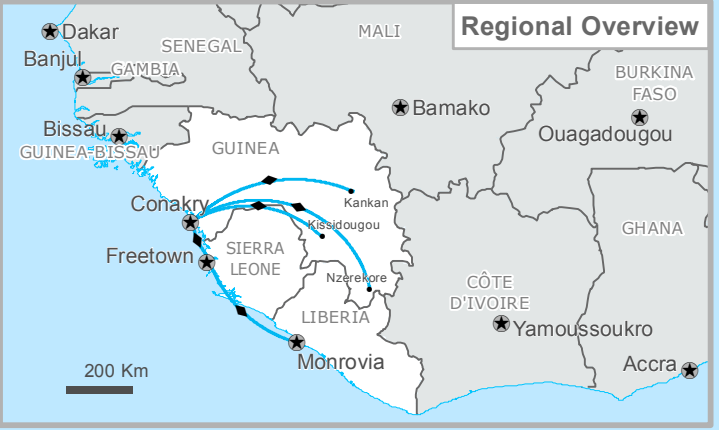 Regional Overview
Dakar
MALI
SENEGAL
Banjul
GAMBIA
BURKINA
FASO
Bamako
Bissau
Ouagadougou
GUINEA-BISSAU
GUINEA
Conakry
Kankan
Kissidougou
GHANA
Freetown
SIERRA
LEONE
Nzerekore
CÔTE
D'IVOIRE
LIBERIA
Yamoussoukro
Monrovia
Accra
200 Km